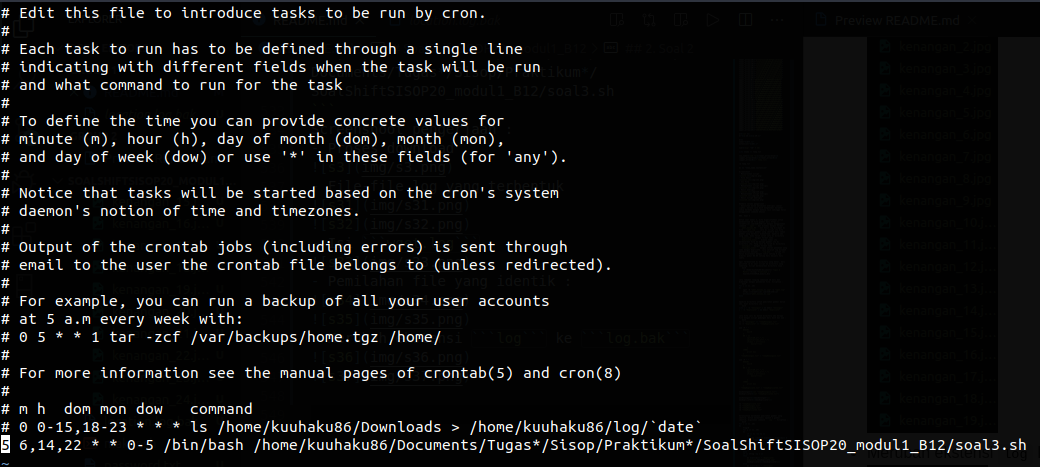 # Edit this file to introduce tasks to be run by cron.
#
# Each task to run has to be defined through a single line
# indicating with different fields when the task will be run
# and what command to run for the task
#
# To define the time you can provide concrete values for
# minute (m), hour (h), day of month (dom), month (mon),
# and day of week (dow) or use '*' in these fields (for 'any').
#
# Notice that tasks will be started based on the cron's system
# daemon's notion of time and timezones.
#
# Output of the crontab jobs (including errors) is sent through
# email to the user the crontab file belongs to (unless redirected).
#
# For example, you can run a backup of all your user accounts
# at 5 a.m every week with:
# 0 5 * * 1 tar -zcf /var/backups/home.tgz /home/
#
# For more information see the manual pages of crontab(5) and cron(8)
#
# m h  dom mon dow   command
# 0 0-15,18-23 * * * ls /home/kuuhaku86/Downloads > /home/kuuhaku86/log/`date`
5 6,14,22 * * 0-5 /bin/bash /home/kuuhaku86/Documents/Tugas*/Sisop/Praktikum*/SoalShiftSISOP20_modul1_B12/soal3.sh
~
Preview README.md